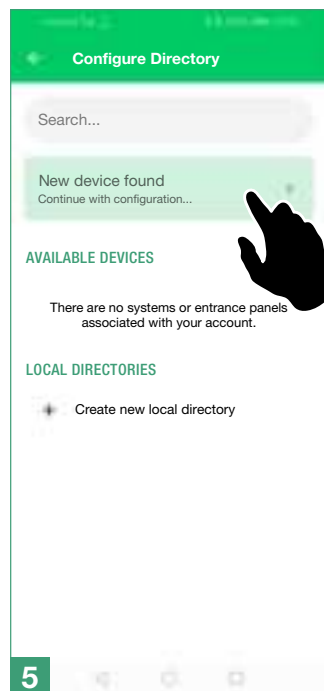 Configure Directory
Search...
New device found
Continue with configuration...
AVAILABLE DEVICES
There are no systems or entrance panels
associated with your account.
LOCAL DIRECTORIES
+ Create new local directory
5